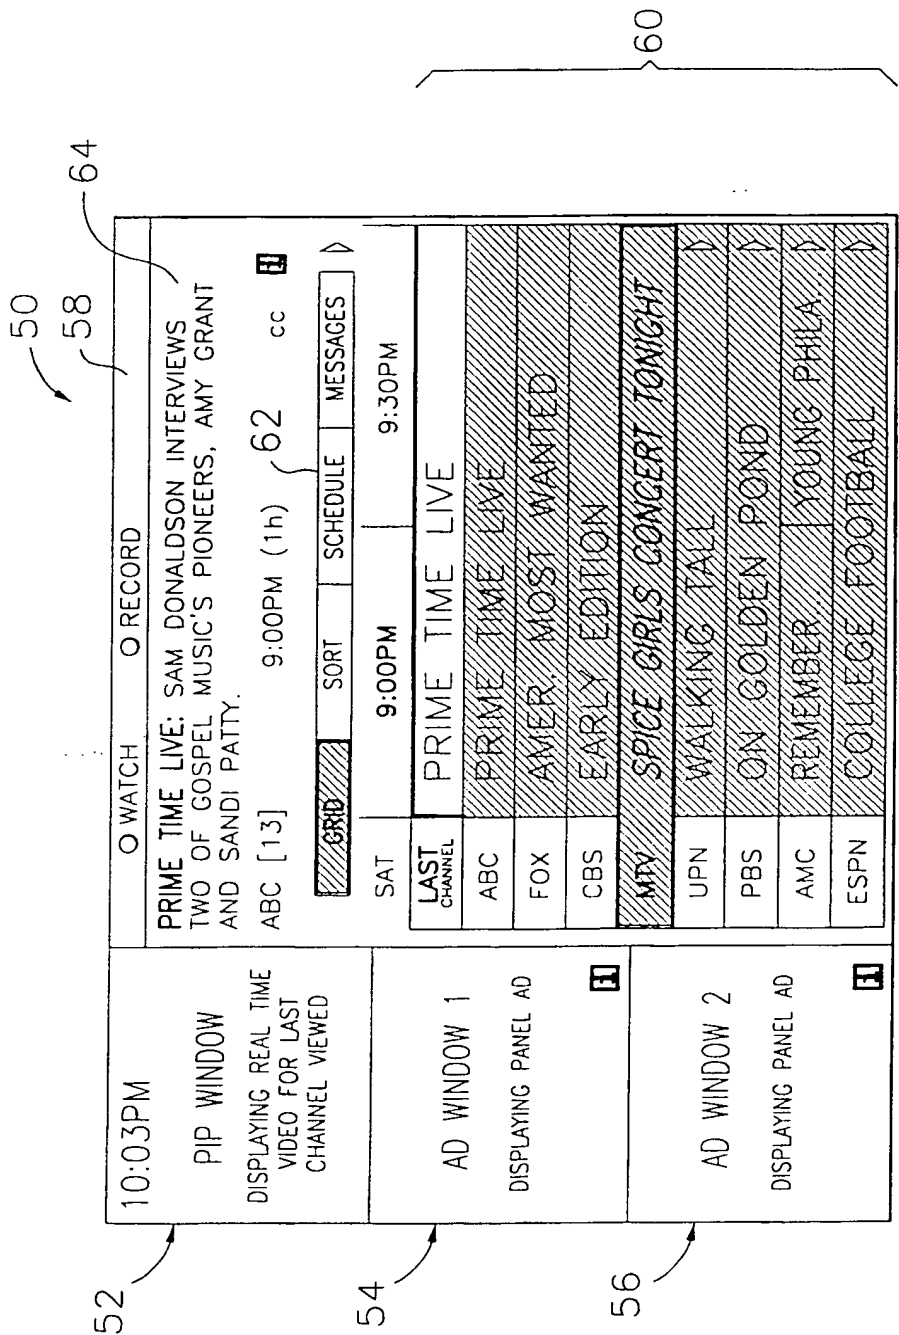 50
58
64
52
10:03PM
PIP WINDOW
DISPLAYING REAL TIME
VIDEO FOR LAST
CHANNEL VIEWED
54
AD WINDOW 1
DISPLAYING PANEL AD
i
56
AD WINDOW 2
DISPLAYING PANEL AD
i
WATCH RECORD
PRIME TIME LIVE: SAM DONALDSON INTERVIEWS
TWO OF GOSPEL MUSIC'S PIONEERS, AMY GRANT
AND SANDI PATTY.
ABC [13] 9:00PM (1h) cc i
62
GRID SORT SCHEDULE MESSAGES
SAT 9:00PM 9:30PM
LAST CHANNEL PRIME TIME LIVE
ABC PRIME TIME LIVE
FOX AMER. MOST WANTED
CBS EARLY EDITION
MTV SPICE GIRLS CONCERT TONIGHT
UPN WALKING TALL
PBS ON GOLDEN POND
AMC REMEMBER... YOUNG PHILA...
ESPN COLLEGE FOOTBALL
60